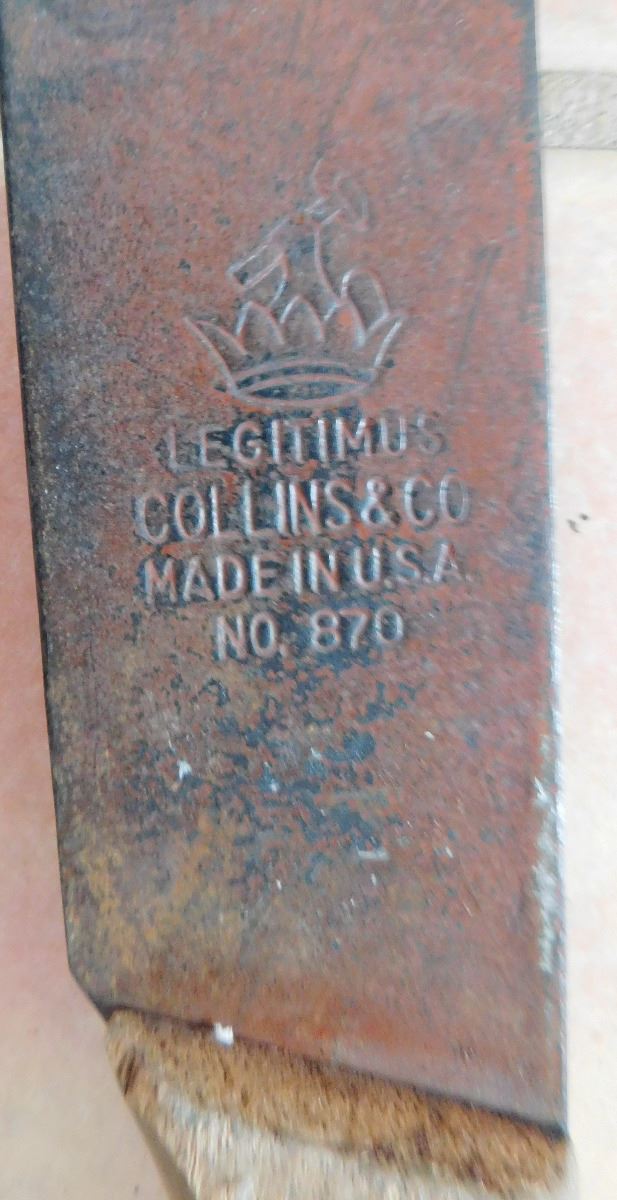 LEGITIMUS
COLLINS & CO
MADE IN U.S.A.
NO. 870